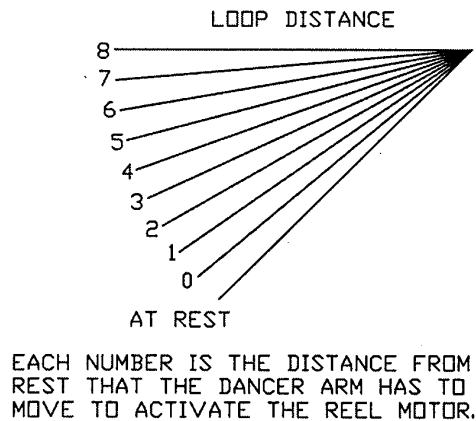 LOOP DISTANCE
8
7
6
5
4
3
2
1
0
AT REST
EACH NUMBER IS THE DISTANCE FROM
REST THAT THE DANCER ARM HAS TO
MOVE TO ACTIVATE THE REEL MOTOR.